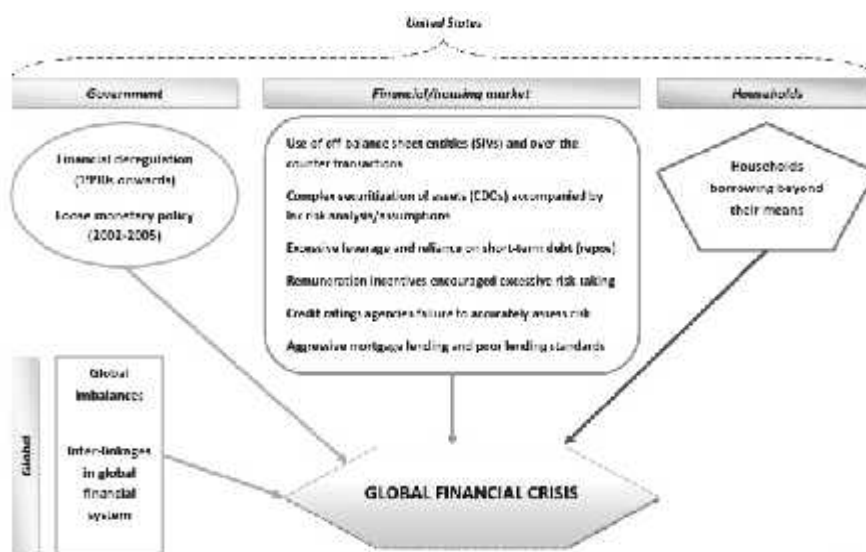 United States
Government
Financial/housing market
Households
Financial deregulation
(1990s onwards)
Loose monetary policy
(2002-2005)
Use of off balance sheet entities (SIVs) and over the
counter transactions
Complex securitization of assets (CDOs) accompanied by
lax risk analysis/assumptions
Excessive leverage and reliance on short-term debt (repos)
Remuneration incentives encouraged excessive risk taking
Credit ratings agencies failure to accurately assess risk
Aggressive mortgage lending and poor lending standards
Households
borrowing beyond
their means
Global
Global
imbalances
Inter-linkages
in global
financial
system
GLOBAL FINANCIAL CRISIS